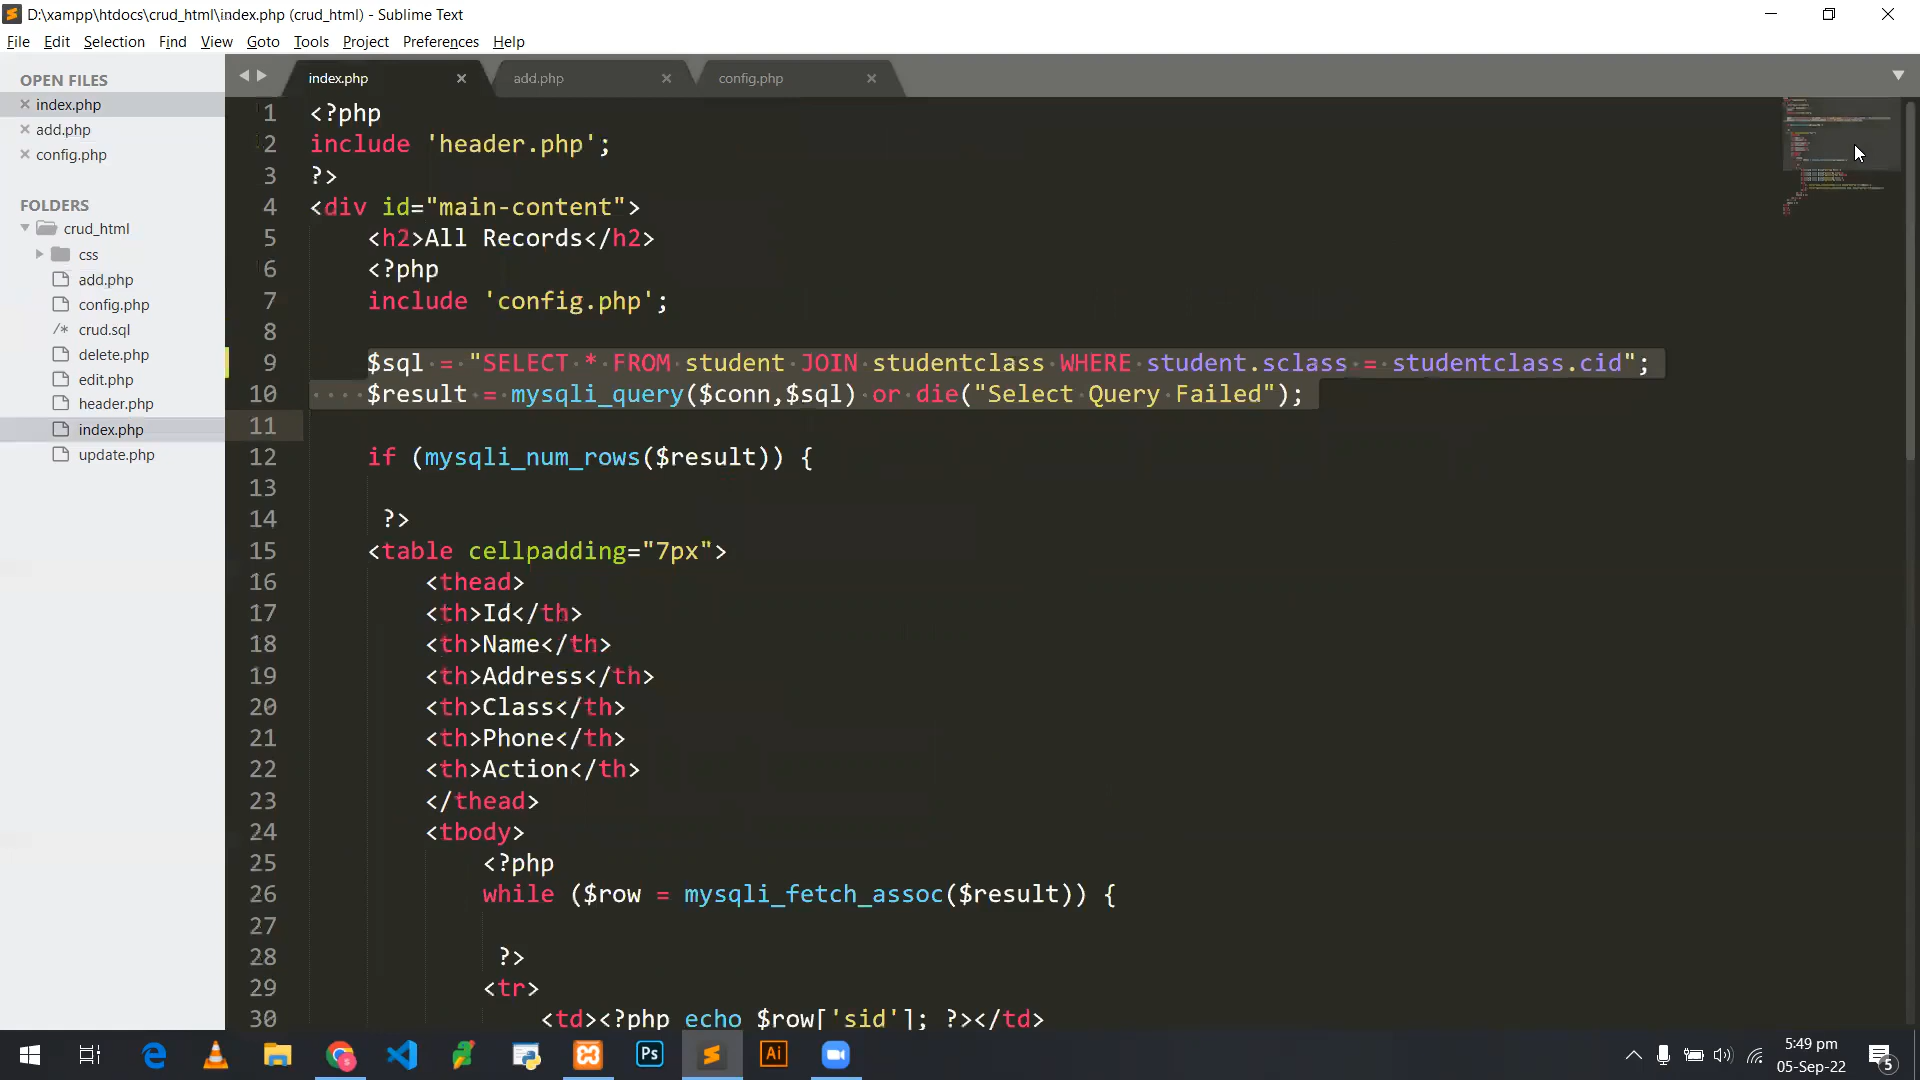 D:\xampp\htdocs\crud_html\index.php (crud_html) - Sublime Text
File Edit Selection Find View Goto Tools Project Preferences Help
OPEN FILES
index.php
add.php
config.php
FOLDERS
crud_html
css
add.php
config.php
/* crud.sql
delete.php
edit.php
header.php
index.php
update.php
index.php add.php config.php
1 <?php
2 include 'header.php';
3 ?>
4 <div id="main-content">
5 <h2>All Records</h2>
6 <?php
7 include 'config.php';
8
9 $sql = "SELECT * FROM student JOIN studentclass WHERE student.sclass = studentclass.cid";
10 $result = mysqli_query($conn,$sql) or die("Select Query Failed");
11
12 if (mysqli_num_rows($result)) {
13
14 ?>
15 <table cellpadding="7px">
16 <thead>
17 <th>Id</th>
18 <th>Name</th>
19 <th>Address</th>
20 <th>Class</th>
21 <th>Phone</th>
22 <th>Action</th>
23 </thead>
24 <tbody>
25 <?php
26 while ($row = mysqli_fetch_assoc($result)) {
27
28 ?>
29 <tr>
30 <td><?php echo $row['sid']; ?></td>
Ps
Ai
5:49 pm
05-Sep-22
5